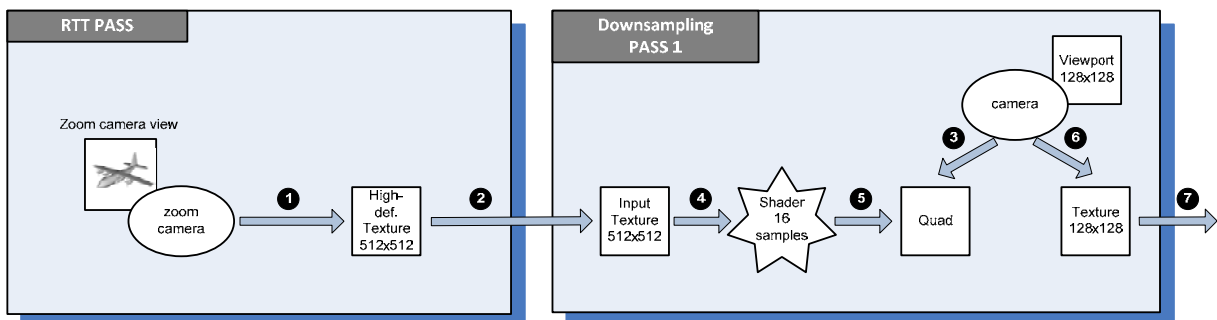 RTT PASS
Zoom camera view
zoom
camera
1
High-
def.
Texture
512x512
2
Downsampling
PASS 1
Input
Texture
512x512
4
Shader
16
samples
5
Quad
3
camera
Viewport
128x128
6
Texture
128x128
7